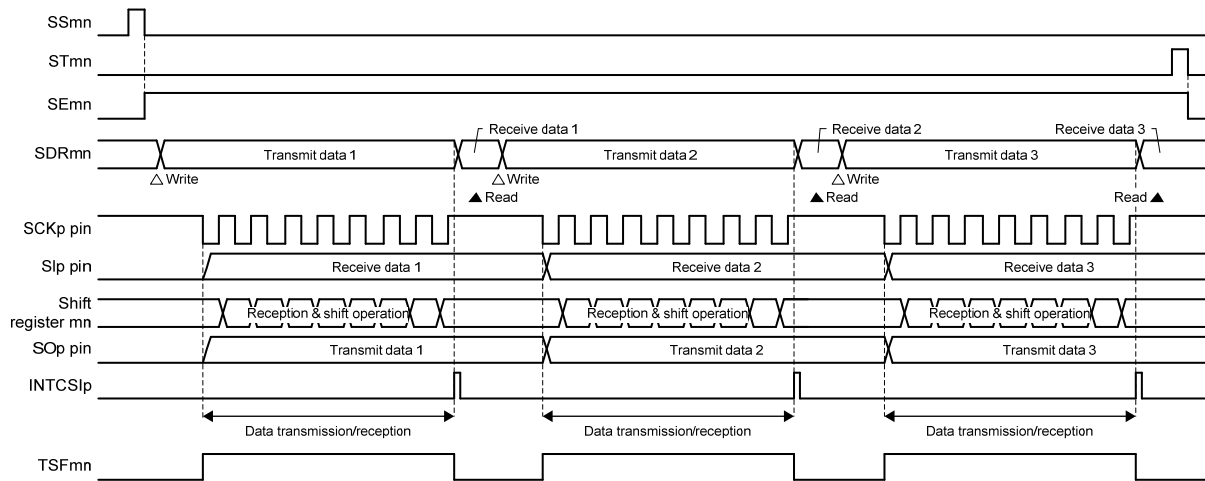 SSmn
STmn
SEmn
Receive data 1
Receive data 2
Receive data 3
SDRmn
Transmit data 1
Transmit data 2
Transmit data 3
△ Write
△ Write
△ Write
▲ Read
▲ Read
Read ▲
SCKp pin
SIp pin
Receive data 1
Receive data 2
Receive data 3
Shift
register mn
Reception & shift operation
Reception & shift operation
Reception & shift operation
SOp pin
Transmit data 1
Transmit data 2
Transmit data 3
INTCSIp
Data transmission/reception
Data transmission/reception
Data transmission/reception
TSFmn